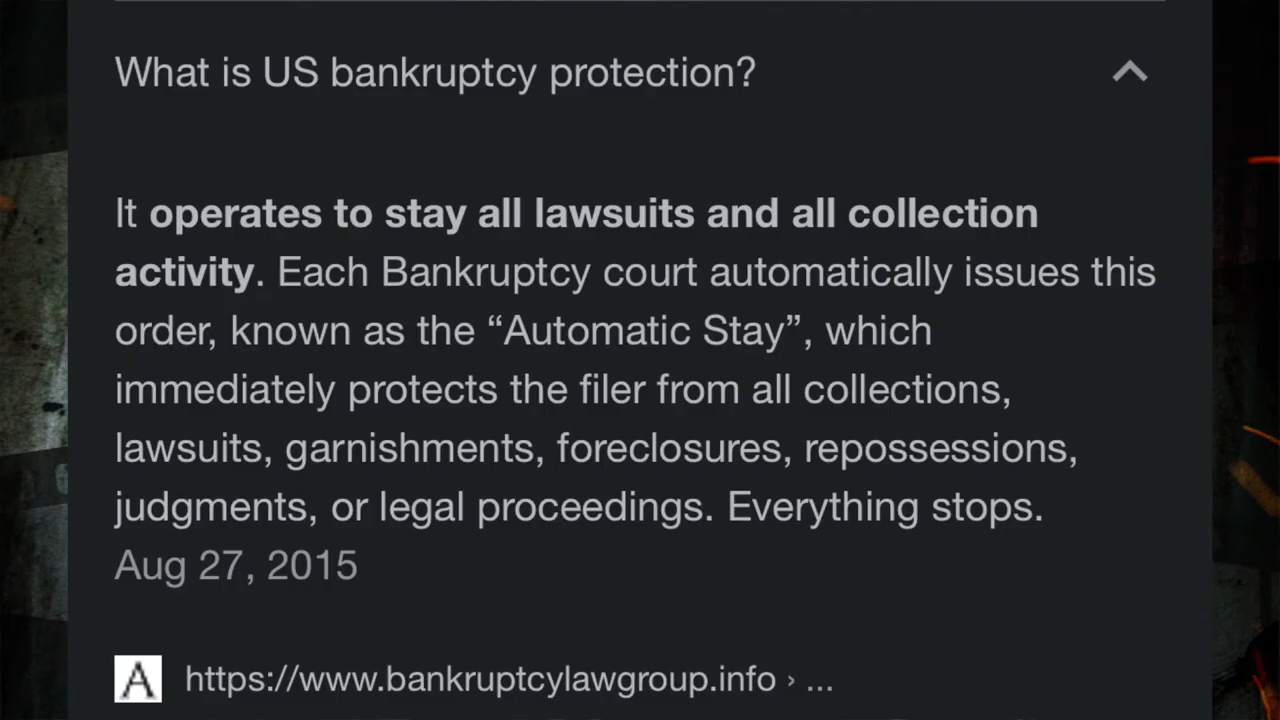 What is US bankruptcy protection?
It operates to stay all lawsuits and all collection
activity. Each Bankruptcy court automatically issues this
order, known as the “Automatic Stay”, which
immediately protects the filer from all collections,
lawsuits, garnishments, foreclosures, repossessions,
judgments, or legal proceedings. Everything stops.
Aug 27, 2015
A https://www.bankruptcylawgroup.info › ...